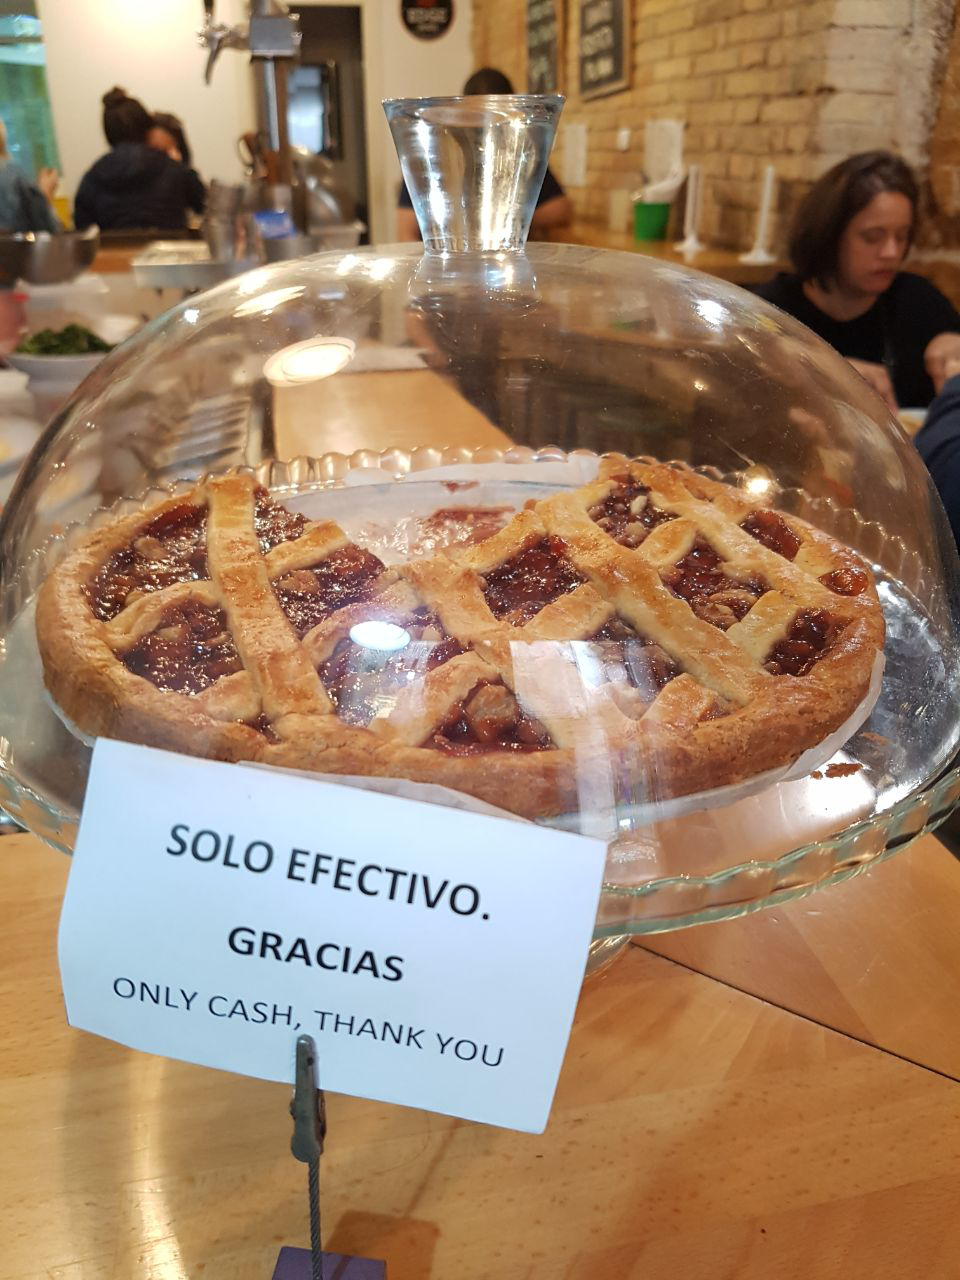 SOLO EFECTIVO.
GRACIAS
ONLY CASH, THANK YOU